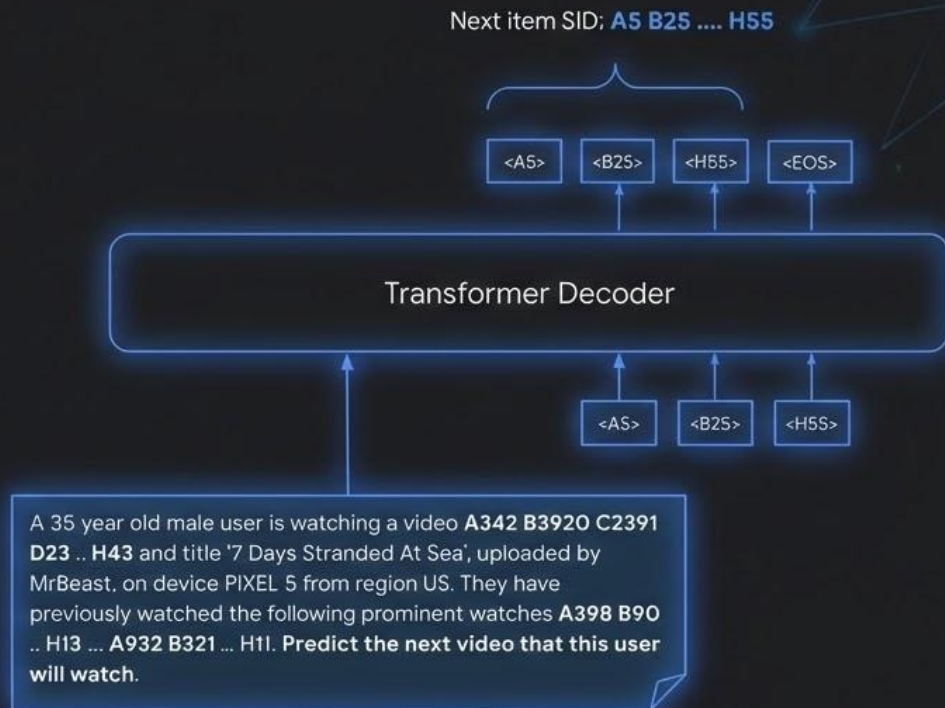 Next item SID: A5 B25 .... H55
<A5> <B25> <H55> <EOS>
Transformer Decoder
<A5> <B25> <H5S>
A 35 year old male user is watching a video A342 B3920 C2391
D23 .. H43 and title '7 Days Stranded At Sea', uploaded by
MrBeast, on device PIXEL 5 from region US. They have
previously watched the following prominent watches A398 B90
.. H13 ... A932 B321 ... H11. Predict the next video that this user
will watch.